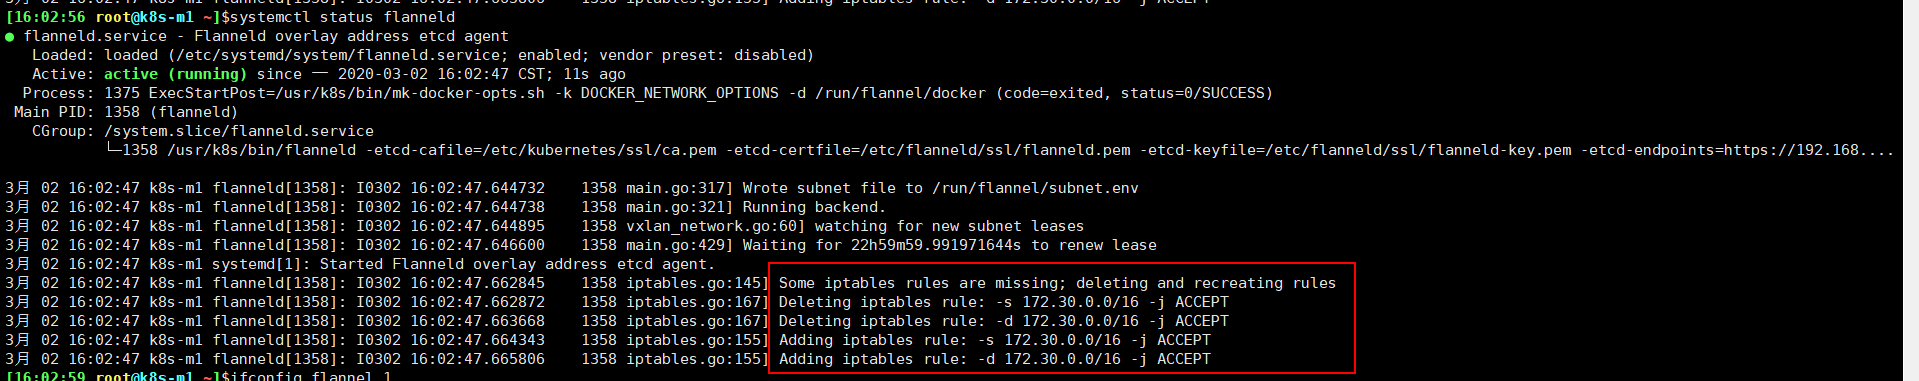 [16:02:56 root@k8s-m1 ~]$systemctl status flanneld
● flanneld.service - Flanneld overlay address etcd agent
   Loaded: loaded (/etc/systemd/system/flanneld.service; enabled; vendor preset: disabled)
   Active: active (running) since 一 2020-03-02 16:02:47 CST; 11s ago
  Process: 1375 ExecStartPost=/usr/k8s/bin/mk-docker-opts.sh -k DOCKER_NETWORK_OPTIONS -d /run/flannel/docker (code=exited, status=0/SUCCESS)
 Main PID: 1358 (flanneld)
   CGroup: /system.slice/flanneld.service
           └─1358 /usr/k8s/bin/flanneld -etcd-cafile=/etc/kubernetes/ssl/ca.pem -etcd-certfile=/etc/flanneld/ssl/flanneld.pem -etcd-keyfile=/etc/flanneld/ssl/flanneld-key.pem -etcd-endpoints=https://192.168....
3月 02 16:02:47 k8s-m1 flanneld[1358]: I0302 16:02:47.644732    1358 main.go:317] Wrote subnet file to /run/flannel/subnet.env
3月 02 16:02:47 k8s-m1 flanneld[1358]: I0302 16:02:47.644738    1358 main.go:321] Running backend.
3月 02 16:02:47 k8s-m1 flanneld[1358]: I0302 16:02:47.644895    1358 vxlan_network.go:60] watching for new subnet leases
3月 02 16:02:47 k8s-m1 flanneld[1358]: I0302 16:02:47.646600    1358 main.go:429] Waiting for 22h59m59.991971644s to renew lease
3月 02 16:02:47 k8s-m1 systemd[1]: Started Flanneld overlay address etcd agent.
3月 02 16:02:47 k8s-m1 flanneld[1358]: I0302 16:02:47.662845    1358 iptables.go:145] Some iptables rules are missing; deleting and recreating rules
3月 02 16:02:47 k8s-m1 flanneld[1358]: I0302 16:02:47.662872    1358 iptables.go:167] Deleting iptables rule: -s 172.30.0.0/16 -j ACCEPT
3月 02 16:02:47 k8s-m1 flanneld[1358]: I0302 16:02:47.663668    1358 iptables.go:167] Deleting iptables rule: -d 172.30.0.0/16 -j ACCEPT
3月 02 16:02:47 k8s-m1 flanneld[1358]: I0302 16:02:47.664343    1358 iptables.go:155] Adding iptables rule: -s 172.30.0.0/16 -j ACCEPT
3月 02 16:02:47 k8s-m1 flanneld[1358]: I0302 16:02:47.665806    1358 iptables.go:155] Adding iptables rule: -d 172.30.0.0/16 -j ACCEPT
[16:02:59 root@k8s-m1 ~]$ifconfig flannel.1